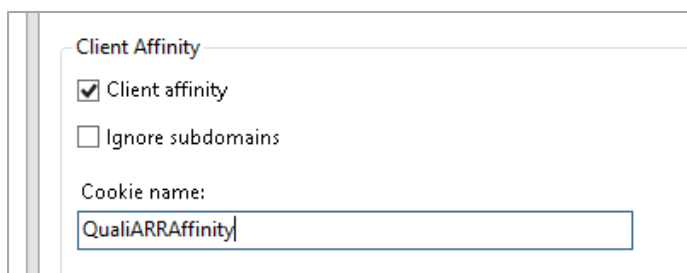 Client Affinity
Client affinity
Ignore subdomains
Cookie name:
QualiARRAffinity